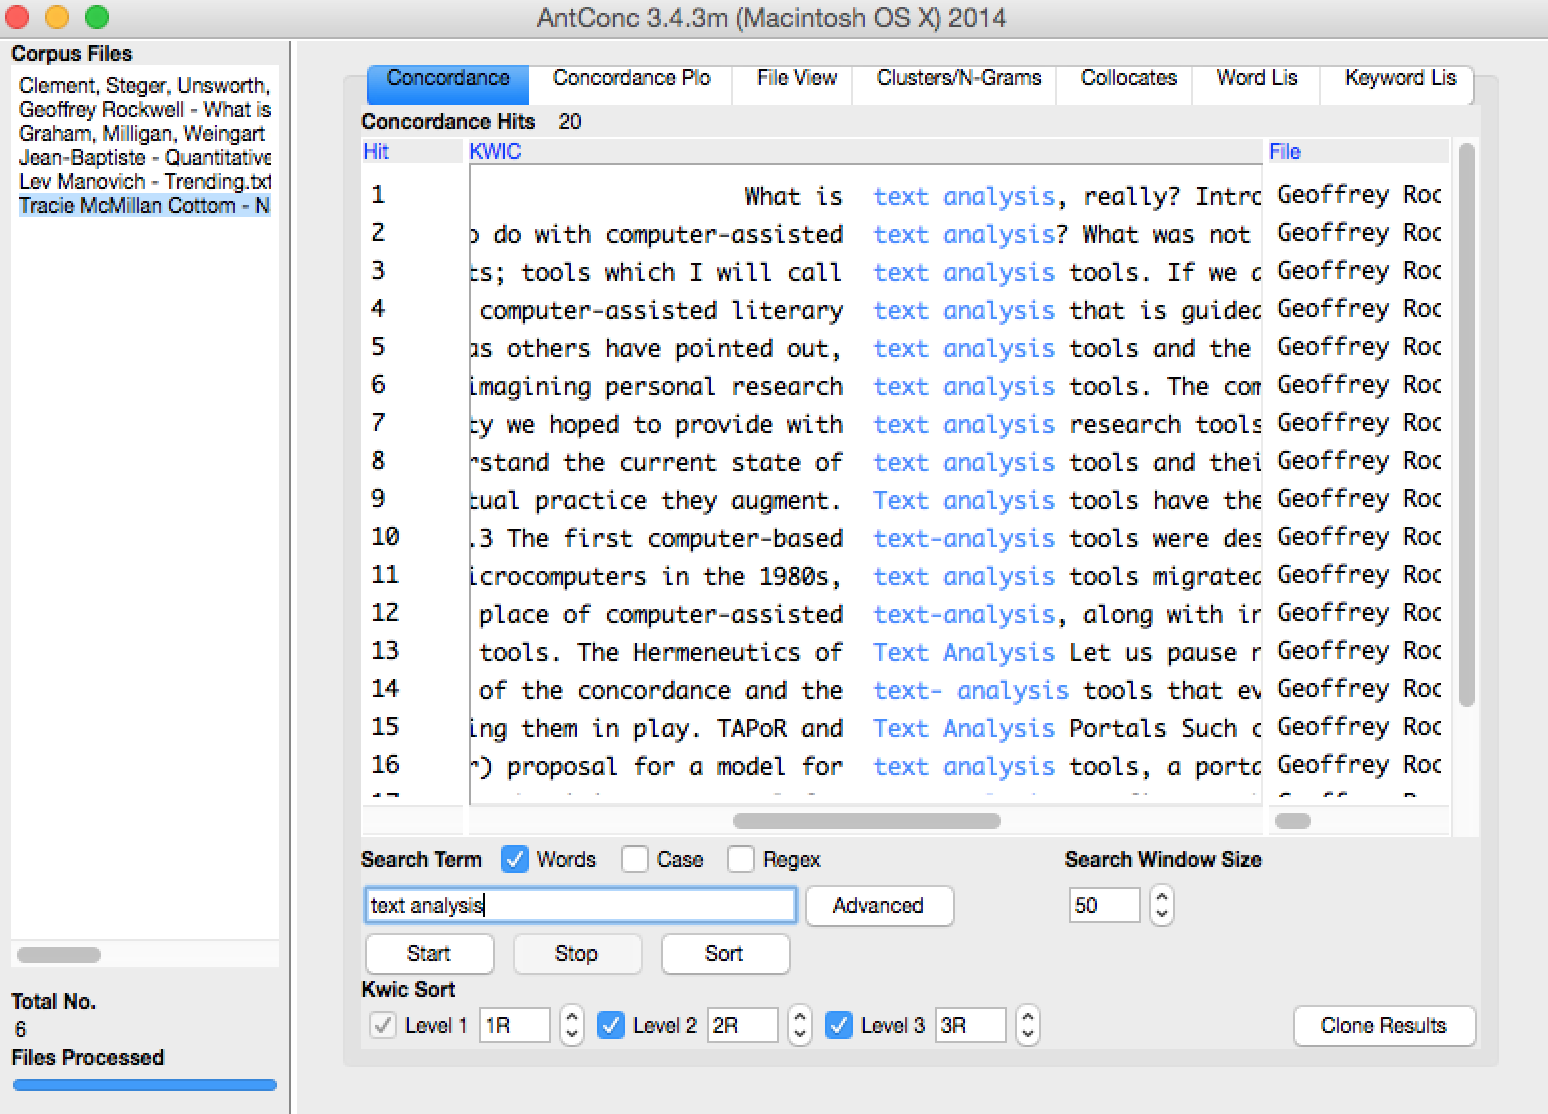 AntConc 3.4.3m (Macintosh OS X) 2014
Corpus Files
Clement, Steger, Unsworth,
Geoffrey Rockwell - What is
Graham, Milligan, Weingart
Jean-Baptiste - Quantitative
Lev Manovich - Trending.txt
Tracie McMillan Cottom - N
Total No.
6
Files Processed
Concordance Concordance Plo File View Clusters/N-Grams Collocates Word Lis Keyword Lis
Concordance Hits 20
Hit KWIC File
1 What is text analysis, really? Intro Geoffrey Roc
2 o do with computer-assisted text analysis? What was not Geoffrey Roc
3 ts; tools which I will call text analysis tools. If we a Geoffrey Roc
4 computer-assisted literary text analysis that is guided Geoffrey Roc
5 as others have pointed out, text analysis tools and the Geoffrey Roc
6 imagining personal research text analysis tools. The com Geoffrey Roc
7 ty we hoped to provide with text analysis research tools Geoffrey Roc
8 rstand the current state of text analysis tools and thei Geoffrey Roc
9 tual practice they augment. Text analysis tools have the Geoffrey Roc
10 .3 The first computer-based text-analysis tools were des Geoffrey Roc
11 icrocomputers in the 1980s, text analysis tools migrated Geoffrey Roc
12 place of computer-assisted text-analysis, along with in Geoffrey Roc
13 tools. The Hermeneutics of Text Analysis Let us pause r Geoffrey Roc
14 of the concordance and the text- analysis tools that ev Geoffrey Roc
15 ing them in play. TAPoR and Text Analysis Portals Such c Geoffrey Roc
16 r) proposal for a model for text analysis tools, a porta Geoffrey Roc
Search Term Words Case Regex Search Window Size
text analysis Advanced 50
Start Stop Sort
Kwic Sort
Level 1 1R Level 2 2R Level 3 3R Clone Results